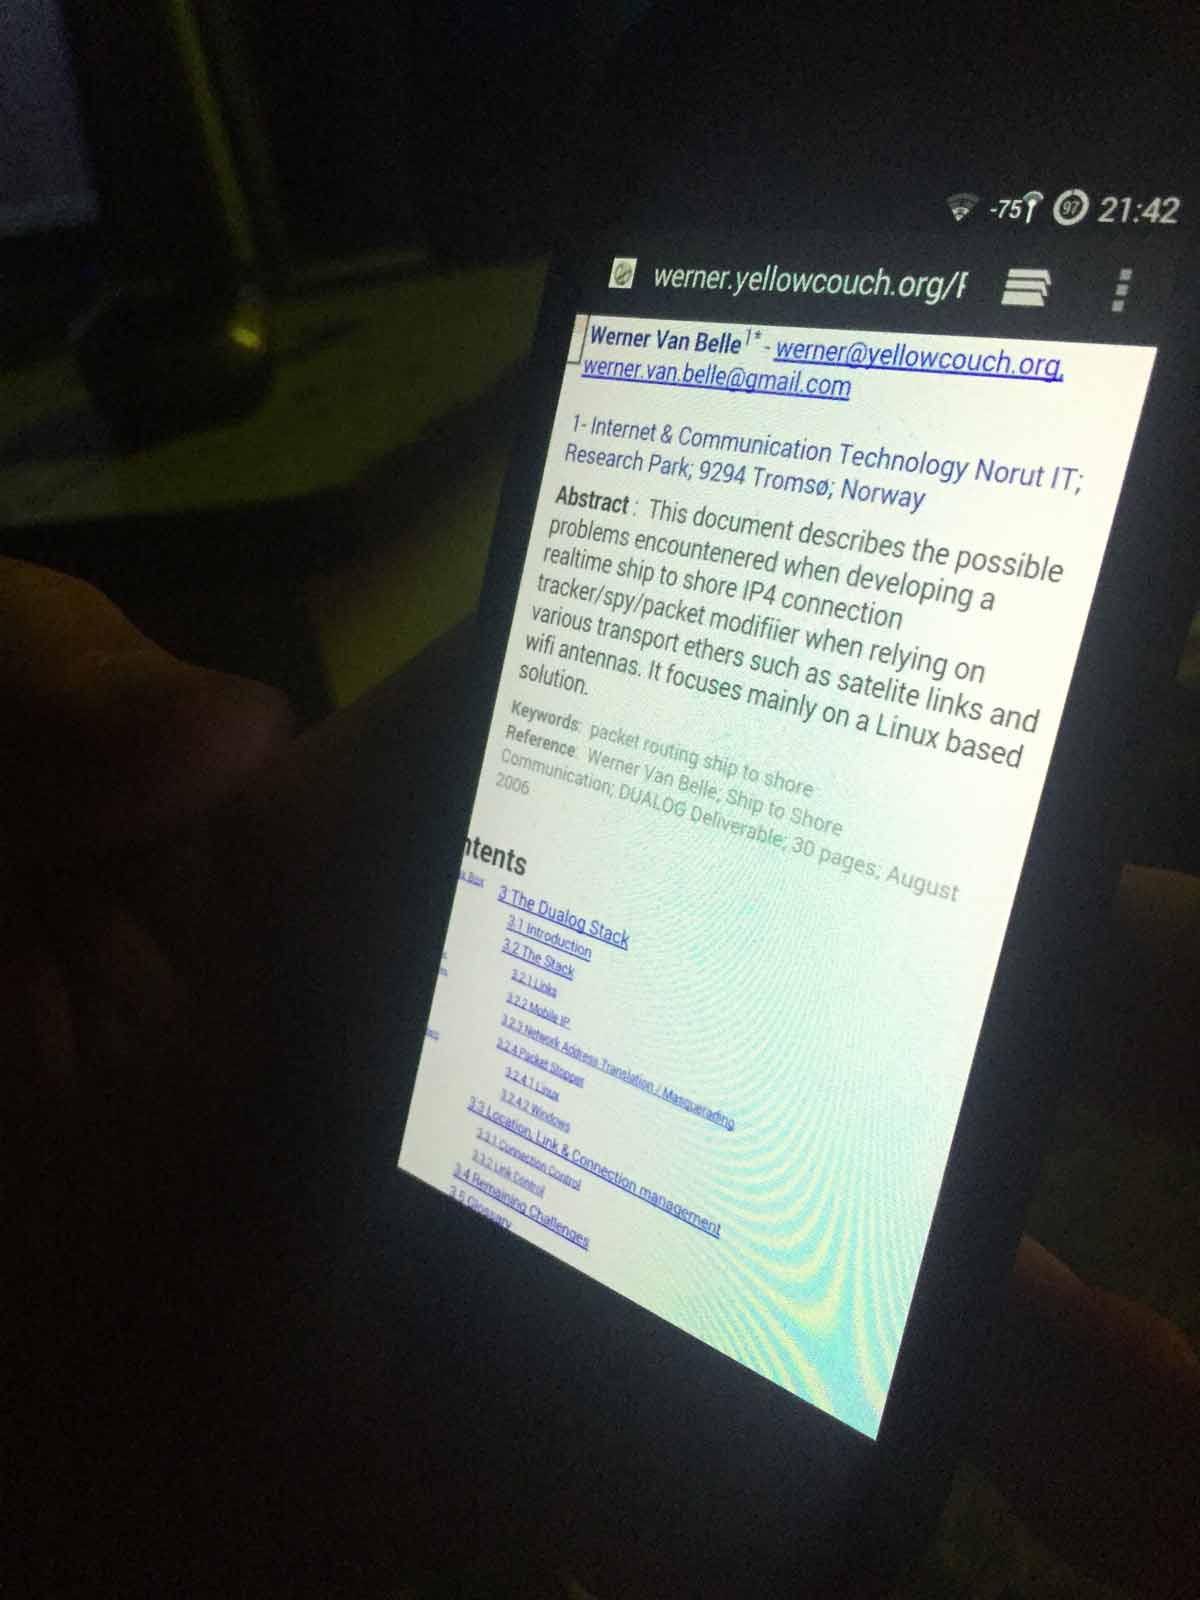 -75 97 21:42
werner.yellowcouch.org/F
Werner Van Belle1* - werner@yellowcouch.org,
werner.van.belle@gmail.com
1- Internet & Communication Technology Norut IT;
Research Park; 9294 Tromsø; Norway
Abstract : This document describes the possible
problems encountenered when developing a
realtime ship to shore IP4 connection
tracker/spy/packet modifiier when relying on
various transport ethers such as satelite links and
wifi antennas. It focuses mainly on a Linux based
solution.
Keywords: packet routing ship to shore
Reference: Werner Van Belle; Ship to Shore
Communication; DUALOG Deliverable; 30 pages; August
2006
ntents
Box
3 The Dualog Stack
3.1 Introduction
3.2 The Stack
3.2.1 Links
3.2.2 Mobile IP
3.2.3 Network Address Translation / Masquerading
3.2.4 Packet Stopper
3.2.4.1 Linux
3.2.4.2 Windows
3.3 Location, Link & Connection management
3.3.1 Connection Control
3.3.2 Link Control
3.4 Remaining Challenges
3.5 Glossary